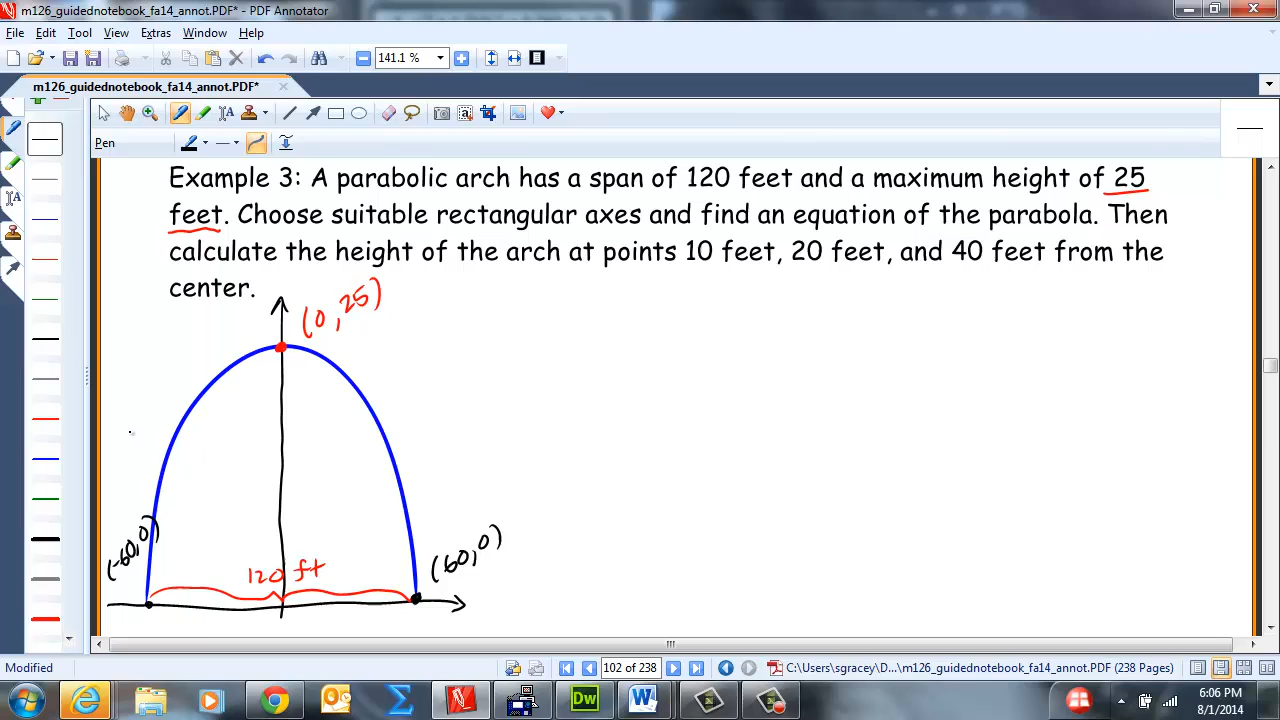 m126_guidednotebook_fa14_annot.PDF* - PDF Annotator
File Edit Tool View Extras Window Help
141.1 %
m126_guidednotebook_fa14_annot.PDF*
Pen
Example 3: A parabolic arch has a span of 120 feet and a maximum height of 25
feet. Choose suitable rectangular axes and find an equation of the parabola. Then
calculate the height of the arch at points 10 feet, 20 feet, and 40 feet from the
center.
(0, 25)
(-60, 0)
120 ft
(60, 0)
Modified
102 of 238
C:\Users\sgracey\D...\m126_guidednotebook_fa14_annot.PDF (238 Pages)
Dw
6:06 PM
8/1/2014